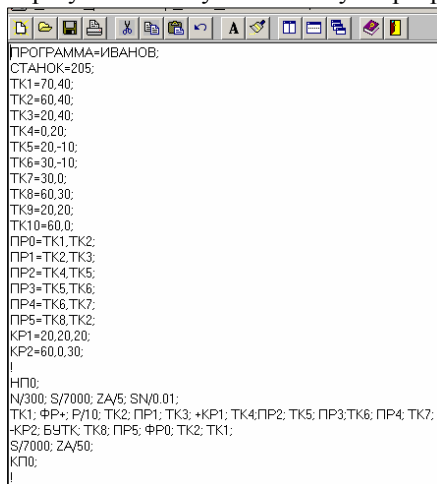 ПРОГРАММА=ИВАНОВ;
СТАНОК=205;
ТК1=70,40;
ТК2=60,40;
ТК3=20,40;
ТК4=0,20;
ТК5=20,-10;
ТК6=30,-10;
ТК7=30,0;
ТК8=60,30;
ТК9=20,20;
ТК10=60,0;
ПР0=ТК1,ТК2;
ПР1=ТК2,ТК3;
ПР2=ТК4,ТК5;
ПР3=ТК5,ТК6;
ПР4=ТК6,ТК7;
ПР5=ТК8,ТК2;
КР1=20,20,20;
КР2=60,0,30;
!
НП0;
N/300; S/7000; ZA/5; SN/0.01;
ТК1; ФР+; P/10; ТК2; ПР1; ТК3; +КР1; ТК4;ПР2; ТК5; ПР3;ТК6; ПР4; ТК7;
-КР2; БУТК; ТК8; ПР5; ФР0; ТК2; ТК1;
S/7000; ZA/50;
КП0;
!